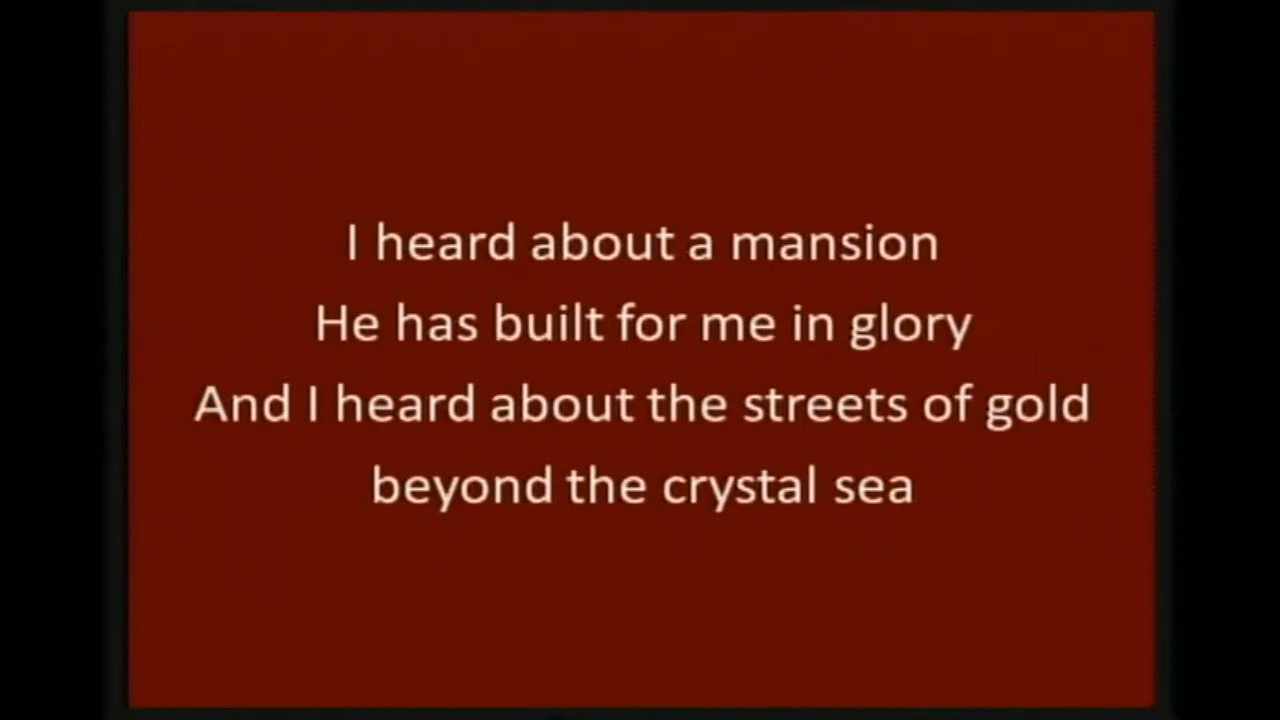 I heard about a mansion
He has built for me in glory
And I heard about the streets of gold
beyond the crystal sea